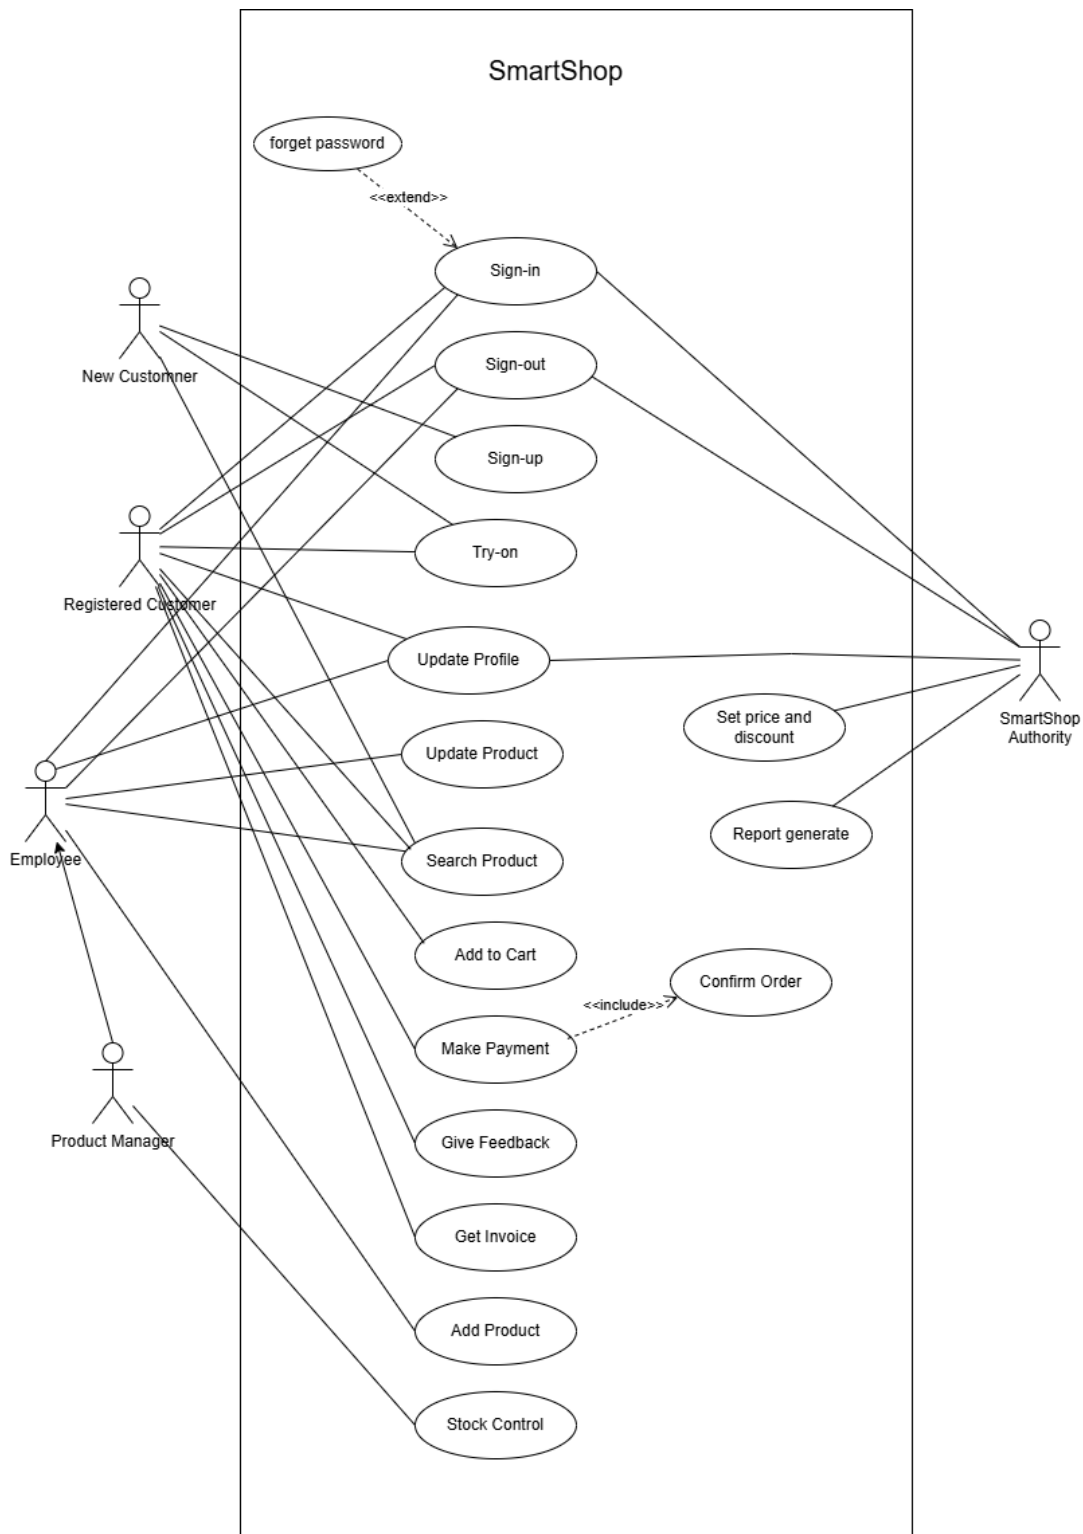 SmartShop
forget password
<<extend>>
Sign-in
New Customner
Sign-out
Sign-up
Try-on
Registered Customer
Update Profile
SmartShop
Authority
Set price and
discount
Update Product
Report generate
Employee
Search Product
Add to Cart
Confirm Order
<<include>>
Make Payment
Product Manager
Give Feedback
Get Invoice
Add Product
Stock Control